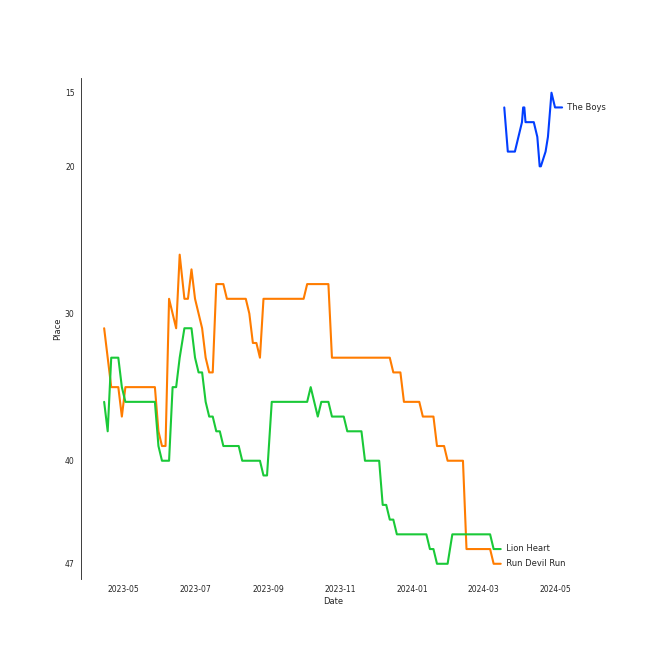 15
The Boys
20
30
Place
40
Lion Heart
47
Run Devil Run
2023-05
2023-07
2023-09
2023-11
2024-01
2024-03
2024-05
Date